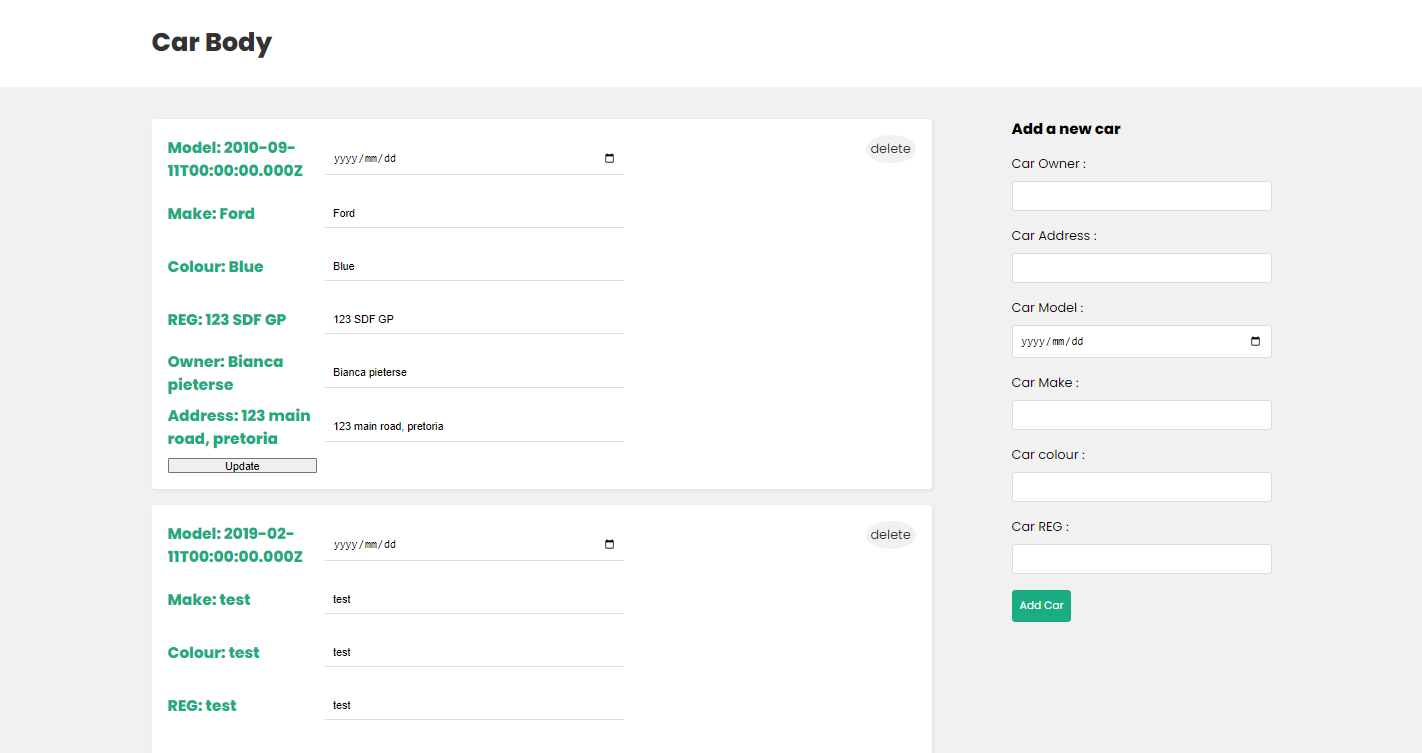 Car Body
Model: 2010-09-
11T00:00:00.000Z
yyyy/mm/dd
delete
Make: Ford
Ford
Colour: Blue
Blue
REG: 123 SDF GP
123 SDF GP
Owner: Bianca
pieterse
Bianca pieterse
Address: 123 main
road, pretoria
123 main road, pretoria
Update
Model: 2019-02-
11T00:00:00.000Z
yyyy/mm/dd
delete
Make: test
test
Colour: test
test
REG: test
test
Add a new car
Car Owner :
Car Address :
Car Model :
yyyy/mm/dd
Car Make :
Car colour :
Car REG :
Add Car